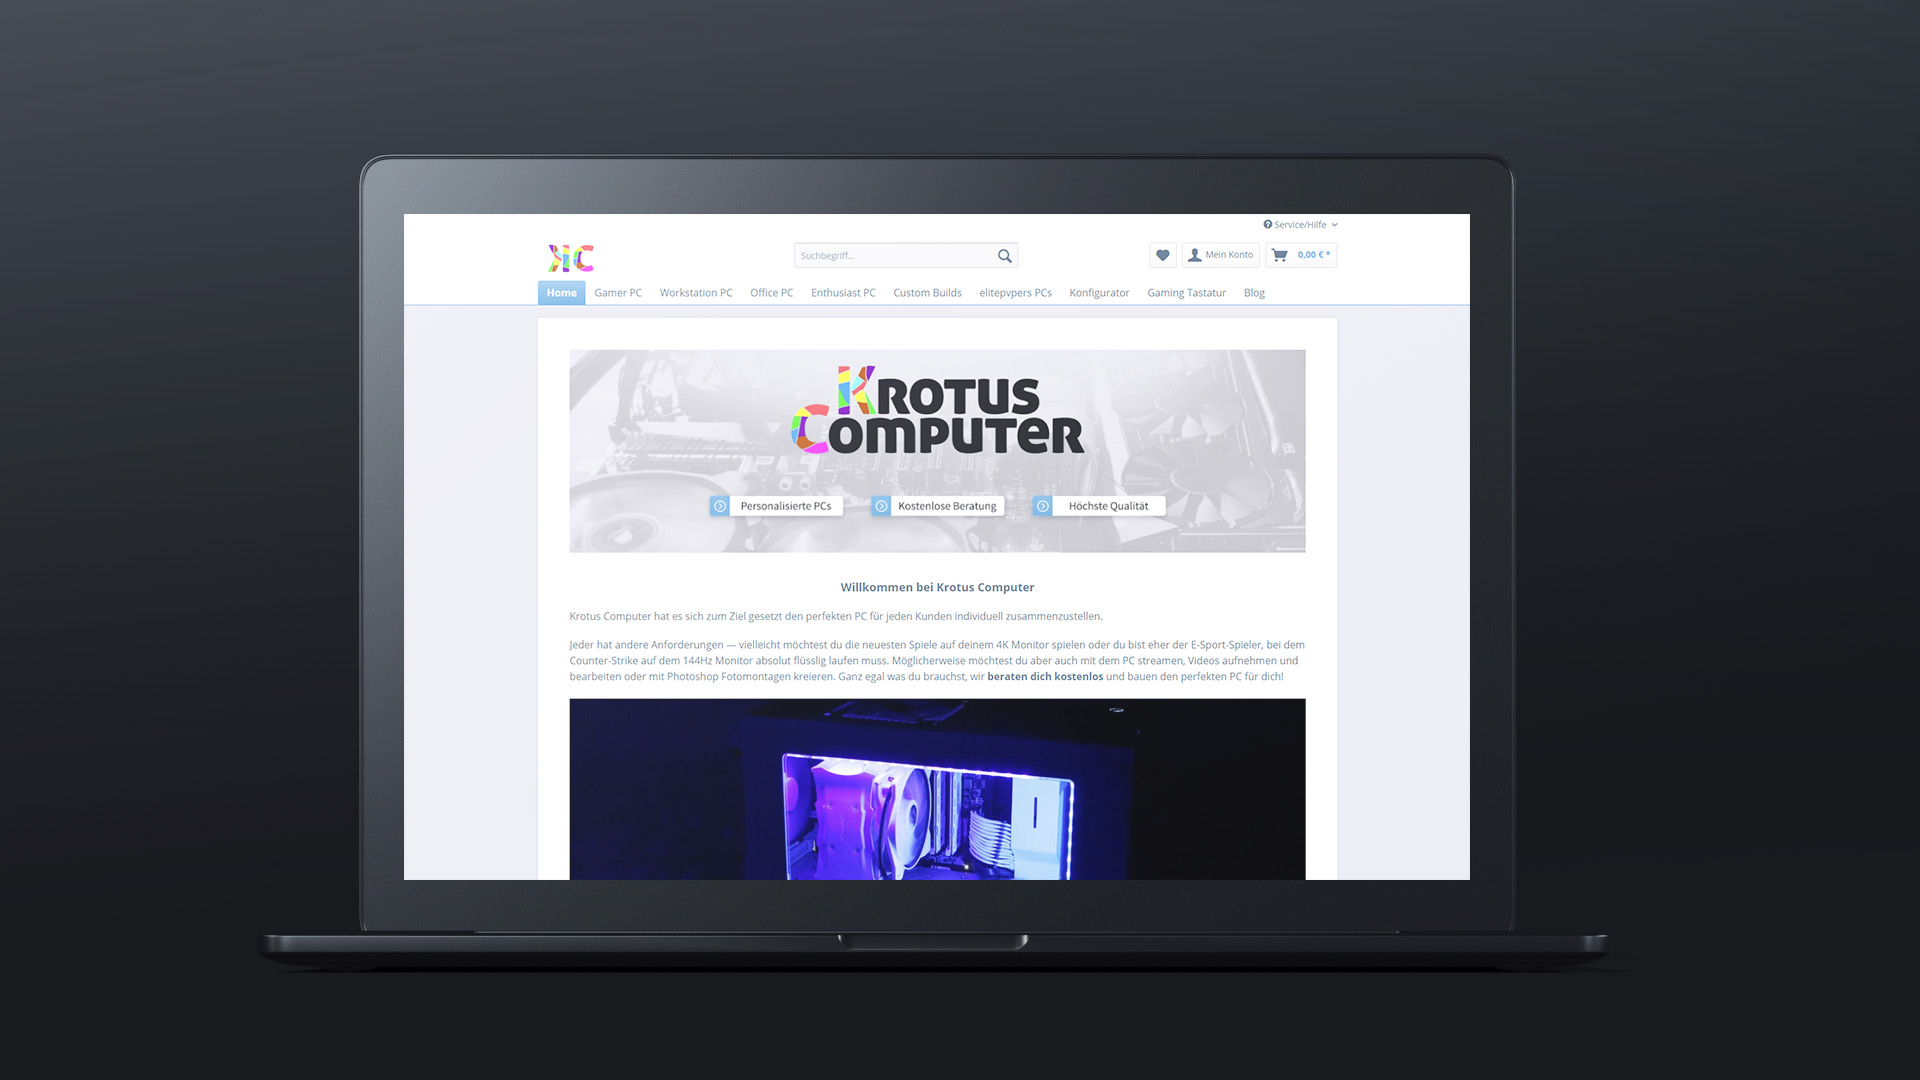 Service/Hilfe
KC
Suchbegriff...
Mein Konto
0,00 € *
Home Gamer PC Workstation PC Office PC Enthusiast PC Custom Builds elitepvpers PCs Konfigurator Gaming Tastatur Blog
KROTUS
COMPUTER
Personalisierte PCs Kostenlose Beratung Höchste Qualität
Willkommen bei Krotus Computer
Krotus Computer hat es sich zum Ziel gesetzt den perfekten PC für jeden Kunden individuell zusammenzustellen.
Jeder hat andere Anforderungen — vielleicht möchtest du die neuesten Spiele auf deinem 4K Monitor spielen oder du bist eher der E-Sport-Spieler, bei dem
Counter-Strike auf dem 144Hz Monitor absolut flüsslig laufen muss. Möglicherweise möchtest du aber auch mit dem PC streamen, Videos aufnehmen und
bearbeiten oder mit Photoshop Fotomontagen kreieren. Ganz egal was du brauchst, wir beraten dich kostenlos und bauen den perfekten PC für dich!